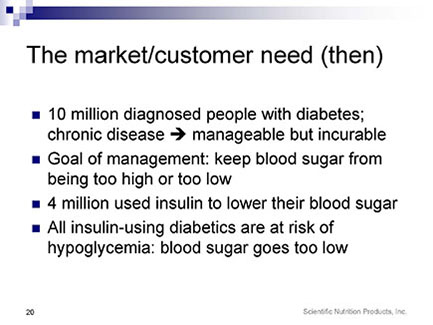 The market/customer need (then)
10 million diagnosed people with diabetes;
chronic disease ➔ manageable but incurable
Goal of management: keep blood sugar from
being too high or too low
4 million used insulin to lower their blood sugar
All insulin-using diabetics are at risk of
hypoglycemia: blood sugar goes too low
20
Scientific Nutrition Products, Inc.